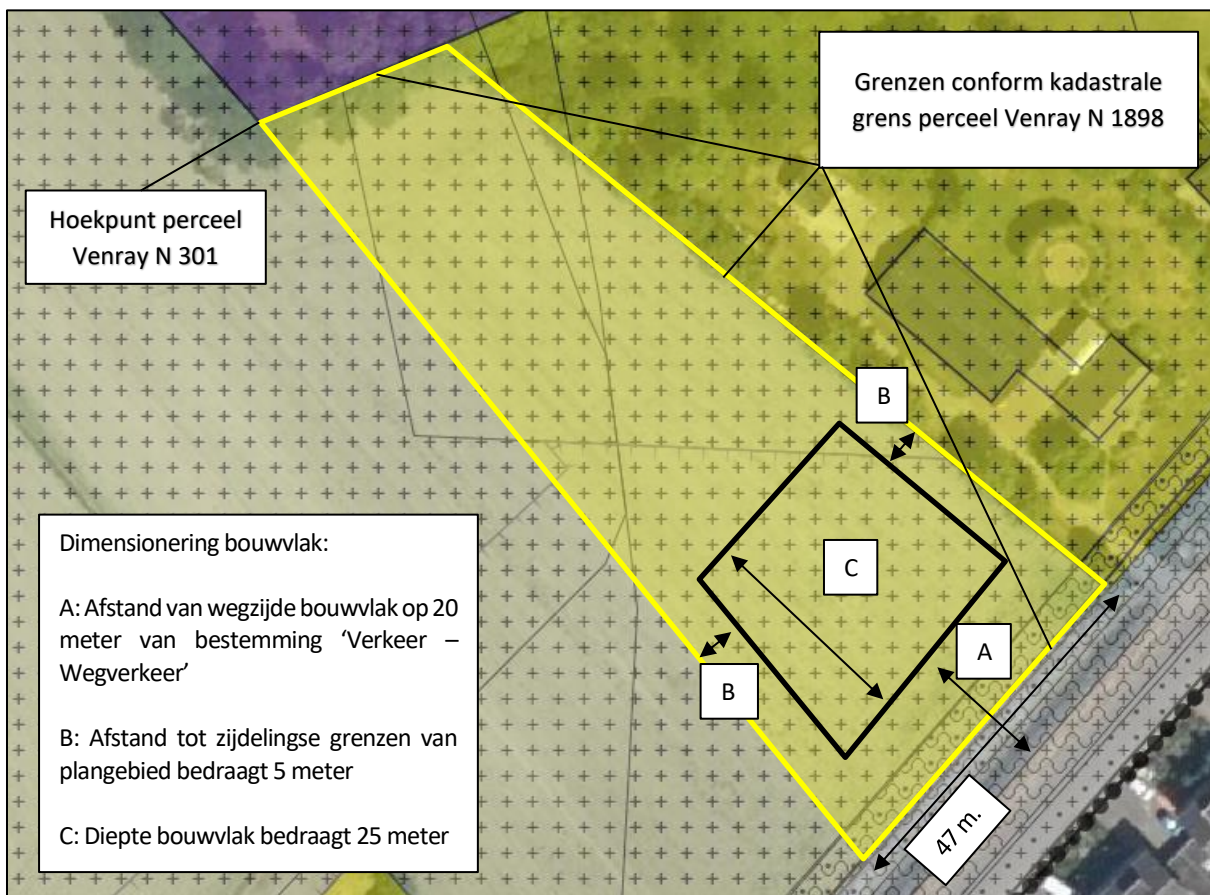 Grenzen conform kadastrale
grens perceel Venray N 1898
Hoekpunt perceel
Venray N 301
B
C
A
B
47 m.
Dimensionering bouwvlak:
A: Afstand van wegzijde bouwvlak op 20
meter van bestemming ‘Verkeer –
Wegverkeer’
B: Afstand tot zijdelingse grenzen van
plangebied bedraagt 5 meter
C: Diepte bouwvlak bedraagt 25 meter